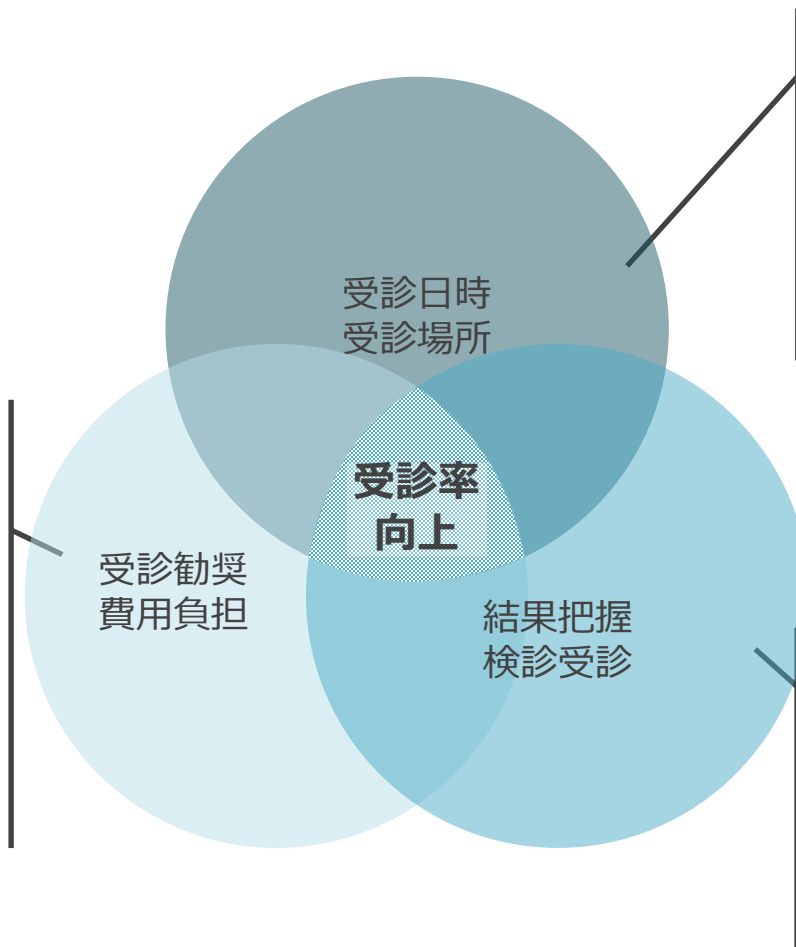 受診日時
受診場所
受診率
向上
受診勧奨
費用負担
結果把握
検診受診